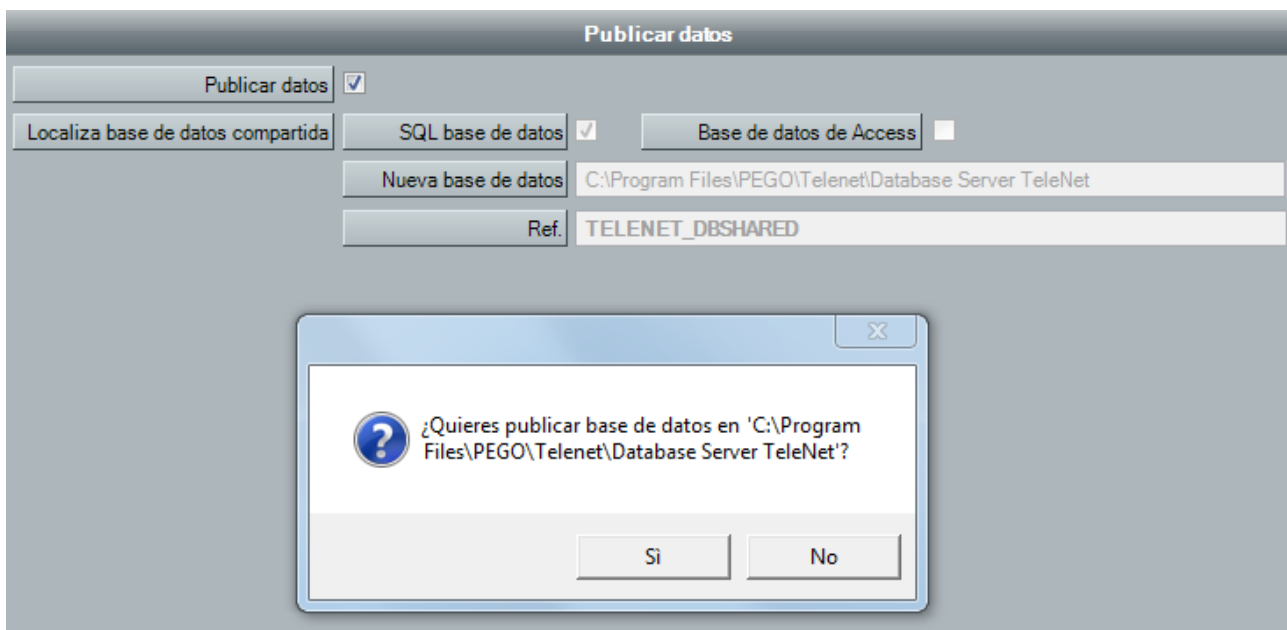 Publicar datos
Publicar datos
Localiza base de datos compartida SQL base de datos Base de datos de Access
Nueva base de datos C:\Program Files\PEGO\Telenet\Database Server TeleNet
Ref. TELENET_DBSHARED
¿Quieres publicar base de datos en 'C:\Program
Files\PEGO\Telenet\Database Server TeleNet'?
Sì No